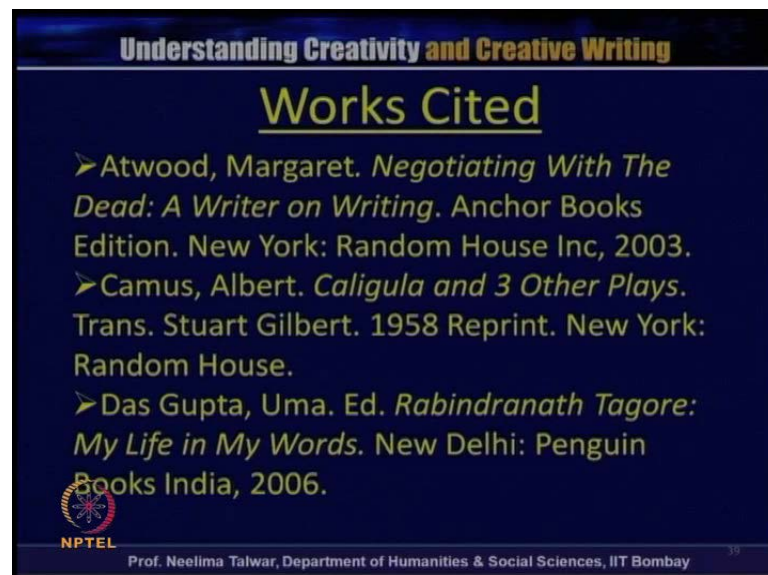 Understanding Creativity and Creative Writing
Works Cited
➢Atwood, Margaret. Negotiating With The
Dead: A Writer on Writing. Anchor Books
Edition. New York: Random House Inc, 2003.
➢Camus, Albert. Caligula and 3 Other Plays.
Trans. Stuart Gilbert. 1958 Reprint. New York:
Random House.
➢Das Gupta, Uma. Ed. Rabindranath Tagore:
My Life in My Words. New Delhi: Penguin
Books India, 2006.
NPTEL
Prof. Neelima Talwar, Department of Humanities & Social Sciences, IIT Bombay
39